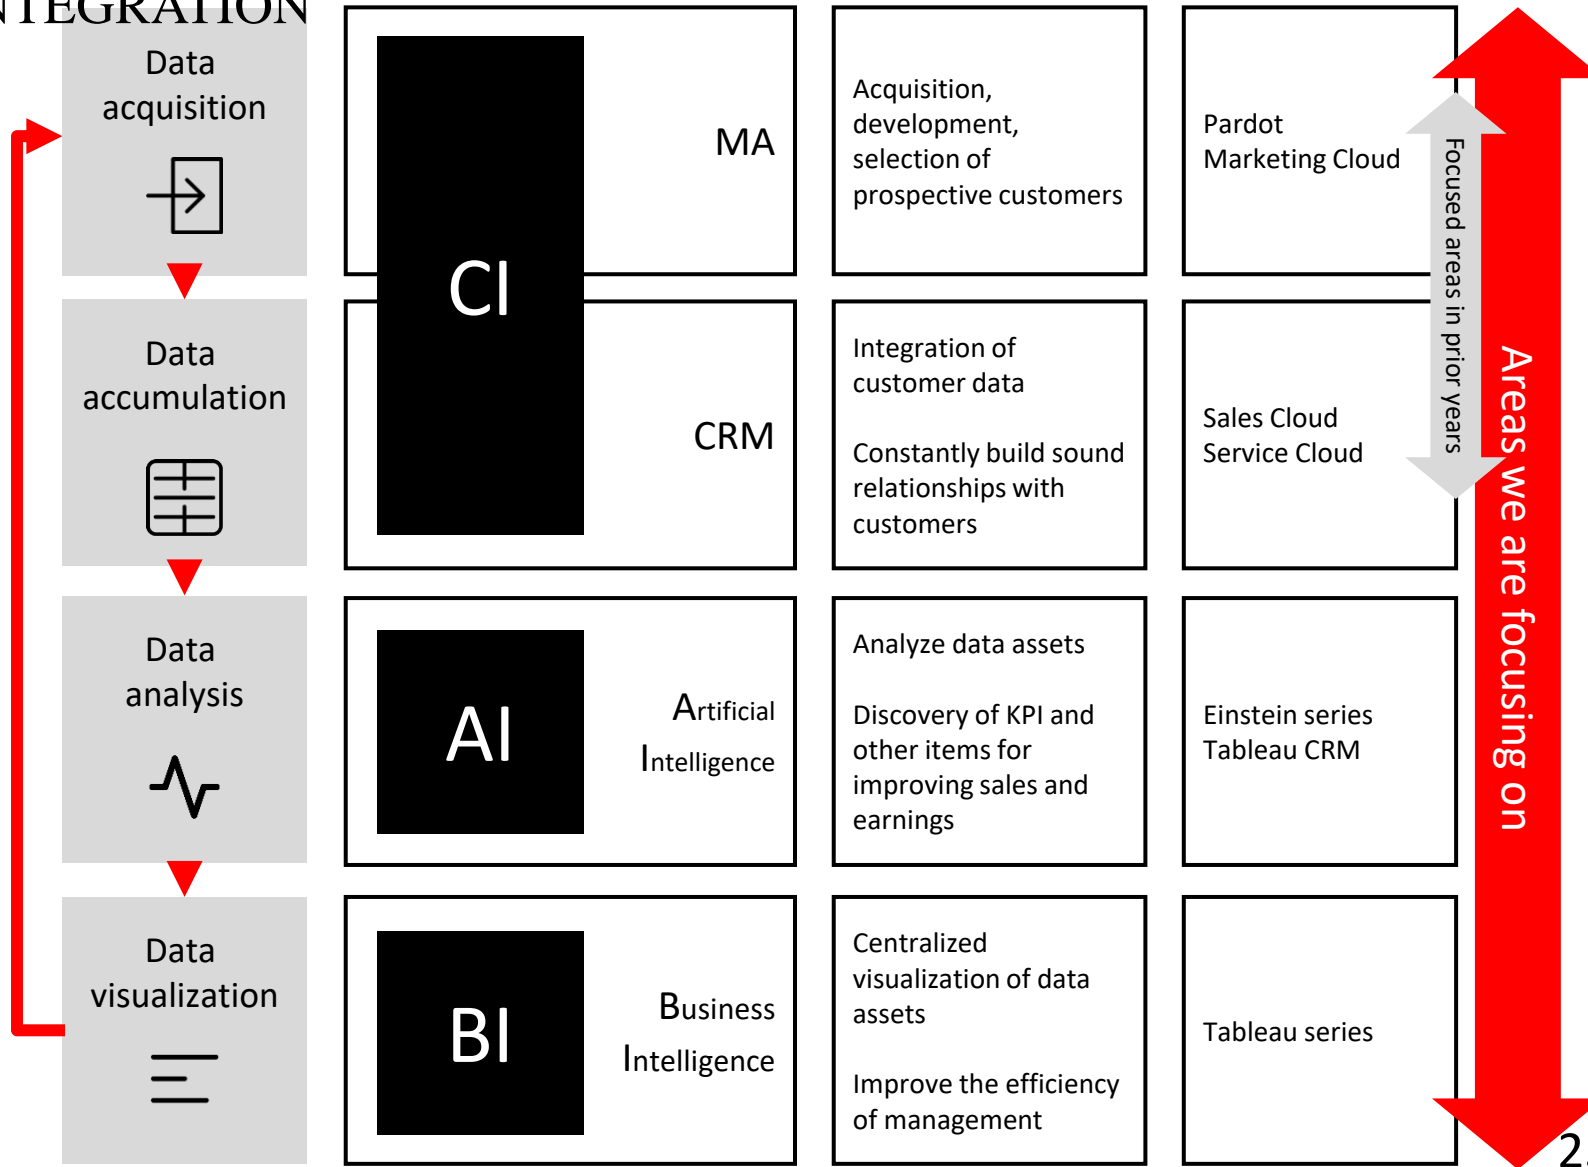 NTEGRATION
Data
acquisition
CI
MA
Acquisition,
development,
selection of
prospective customers
Pardot
Marketing Cloud
Focused areas in prior years
Areas we are focusing on
Data
accumulation
CRM
Integration of
customer data
Constantly build sound
relationships with
customers
Sales Cloud
Service Cloud
Data
analysis
AI
Artificial
Intelligence
Analyze data assets
Discovery of KPI and
other items for
improving sales and
earnings
Einstein series
Tableau CRM
Data
visualization
BI
Business
Intelligence
Centralized
visualization of data
assets
Improve the efficiency
of management
Tableau series
2